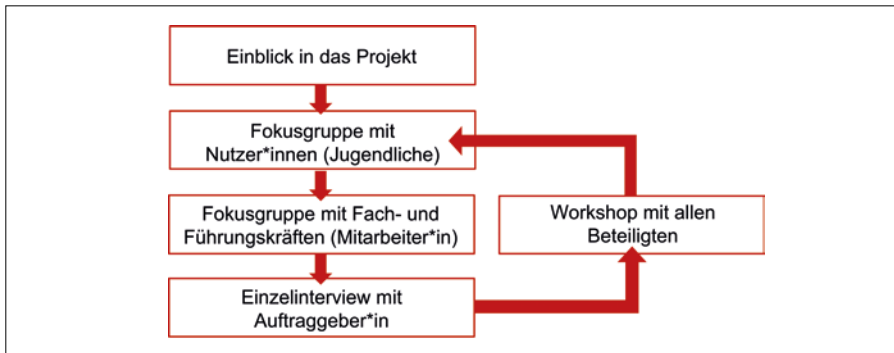 Einblick in das Projekt
Fokusgruppe mit
Nutzer*innen (Jugendliche)
Fokusgruppe mit Fach- und
Führungskräften (Mitarbeiter*in)
Einzelinterview mit
Auftraggeber*in
Workshop mit allen
Beteiligten